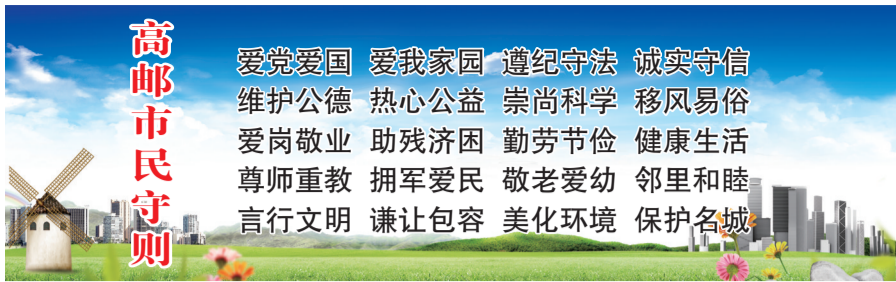 高邮市民守则
爱党爱国 爱我家园 遵纪守法 诚实守信
维护公德 热心公益 崇尚科学 移风易俗
爱岗敬业 助残济困 勤劳节俭 健康生活
尊师重教 拥军爱民 敬老爱幼 邻里和睦
言行文明 谦让包容 美化环境 保护名城